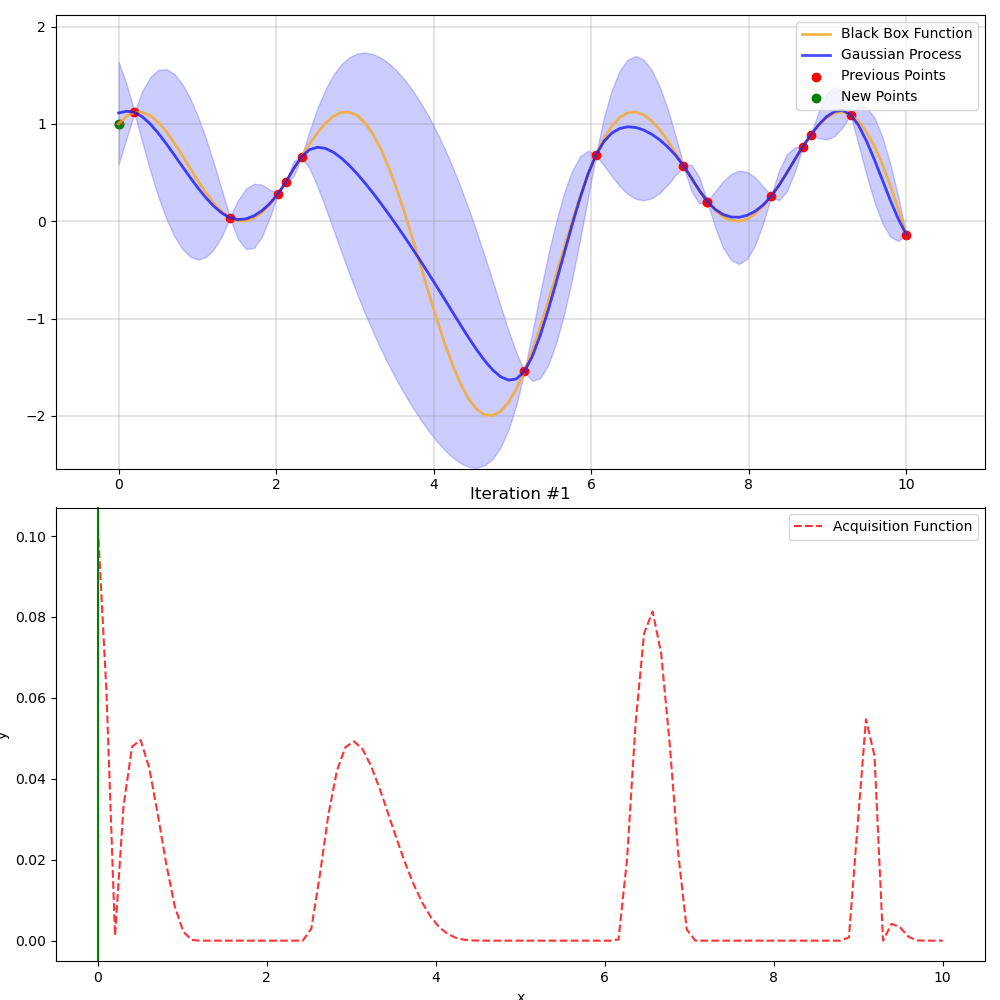 2
1
0
−1
−2
Black Box Function
Gaussian Process
Previous Points
New Points
0 2 4 6 8 10
Iteration #1
0.10
0.08
0.06
0.04
0.02
0.00
y
Acquisition Function
0 2 4 6 8 10
x